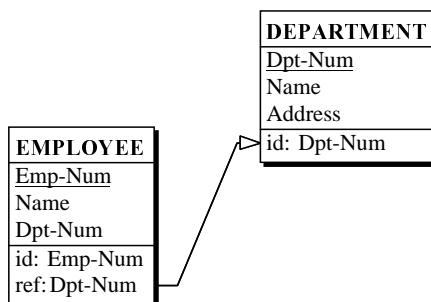 DEPARTMENT
Dpt-Num
Name
Address
id: Dpt-Num
EMPLOYEE
Emp-Num
Name
Dpt-Num
id: Emp-Num
ref:Dpt-Num